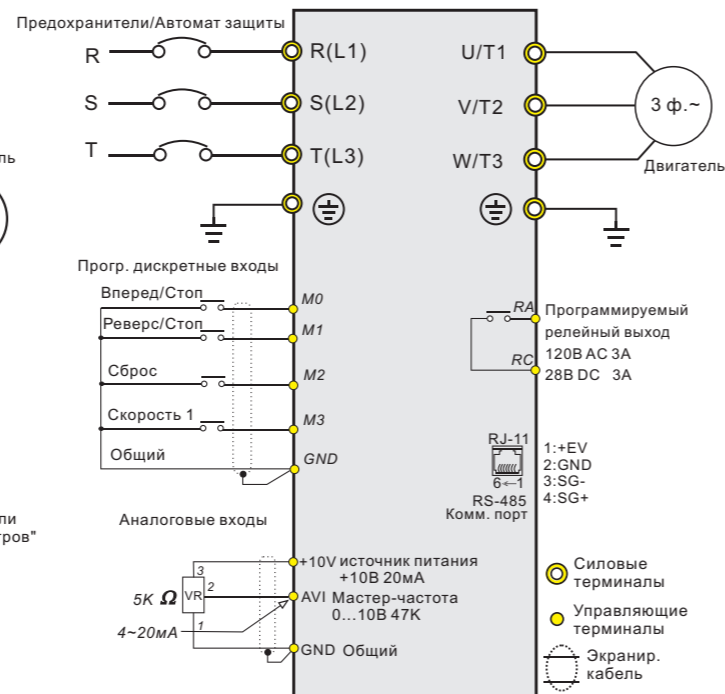 Предохранители/Автомат защиты
R
R(L1)
U/T1
S
S(L2)
V/T2
3 ф.~
T
T(L3)
W/T3
Двигатель
ль
Прогр. дискретные входы
Вперед/Стоп
M0
Реверс/Стоп
M1
Сброс
M2
Скорость 1
M3
Общий
GND
RA
Программируемый
релейный выход
RC
120В AC 3A
28В DC 3A
RJ-11
6←1
RS-485
Комм. порт
1:+EV
2:GND
3:SG-
4:SG+
ли
тров"
Аналоговые входы
3
+10V источник питания
+10В 20мА
5K Ω
VR
2
AVI Мастер-частота
0...10В 47K
4~20мА
1
GND Общий
Силовые
терминалы
Управляющие
терминалы
Экранир.
кабель